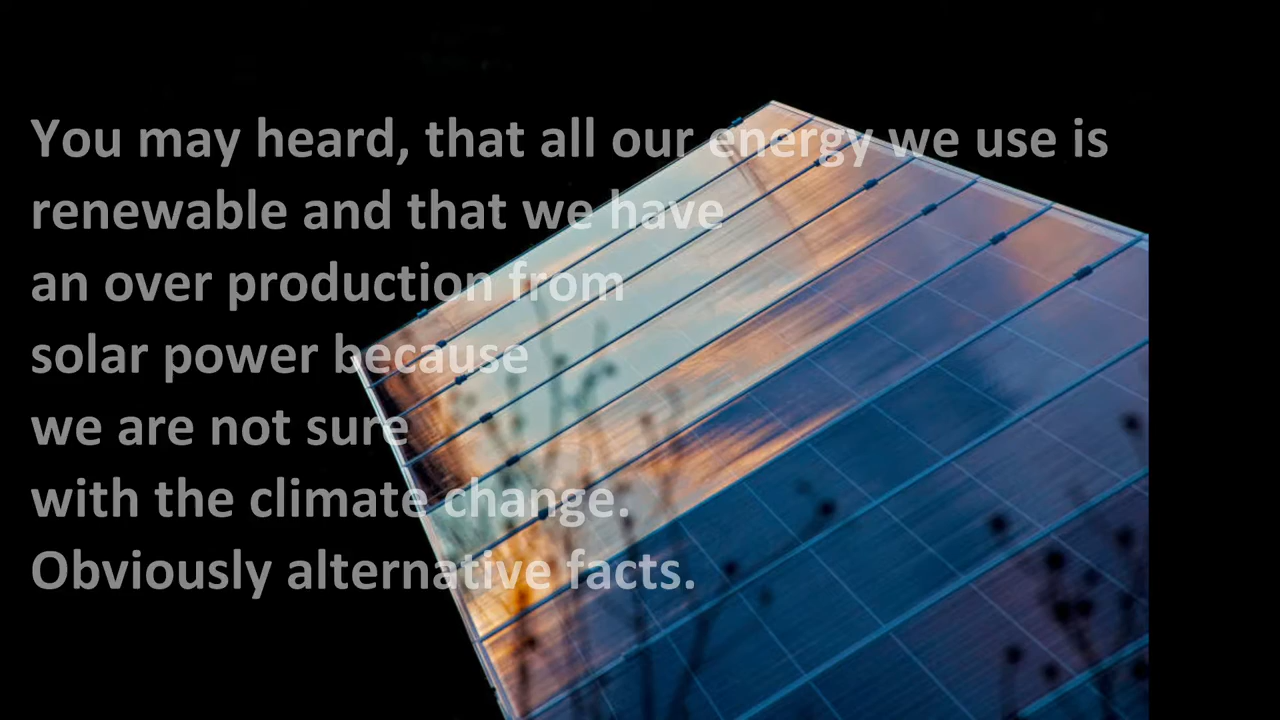 You may heard, that all our energy we use is
renewable and that we have
an over production from
solar power because
we are not sure
with the climate change.
Obviously alternative facts.